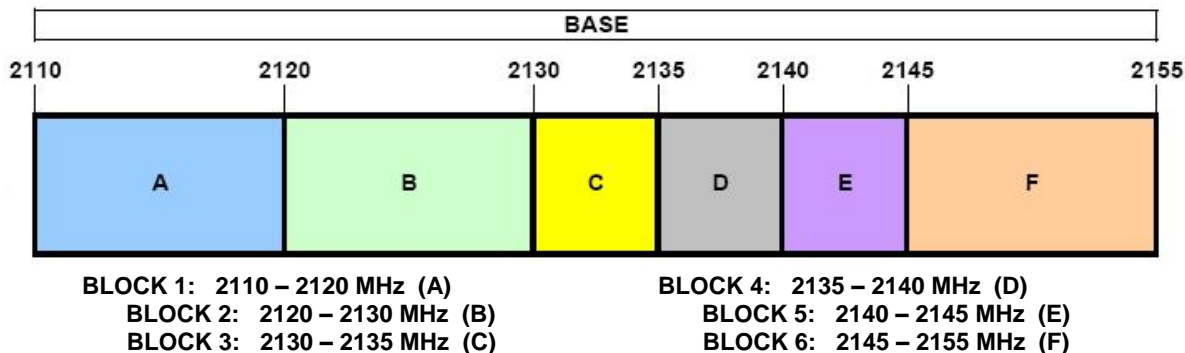 BASE
2110 2120 2130 2135 2140 2145 2155
A B C D E F
BLOCK 1: 2110 – 2120 MHz (A)
BLOCK 2: 2120 – 2130 MHz (B)
BLOCK 3: 2130 – 2135 MHz (C)
BLOCK 4: 2135 – 2140 MHz (D)
BLOCK 5: 2140 – 2145 MHz (E)
BLOCK 6: 2145 – 2155 MHz (F)